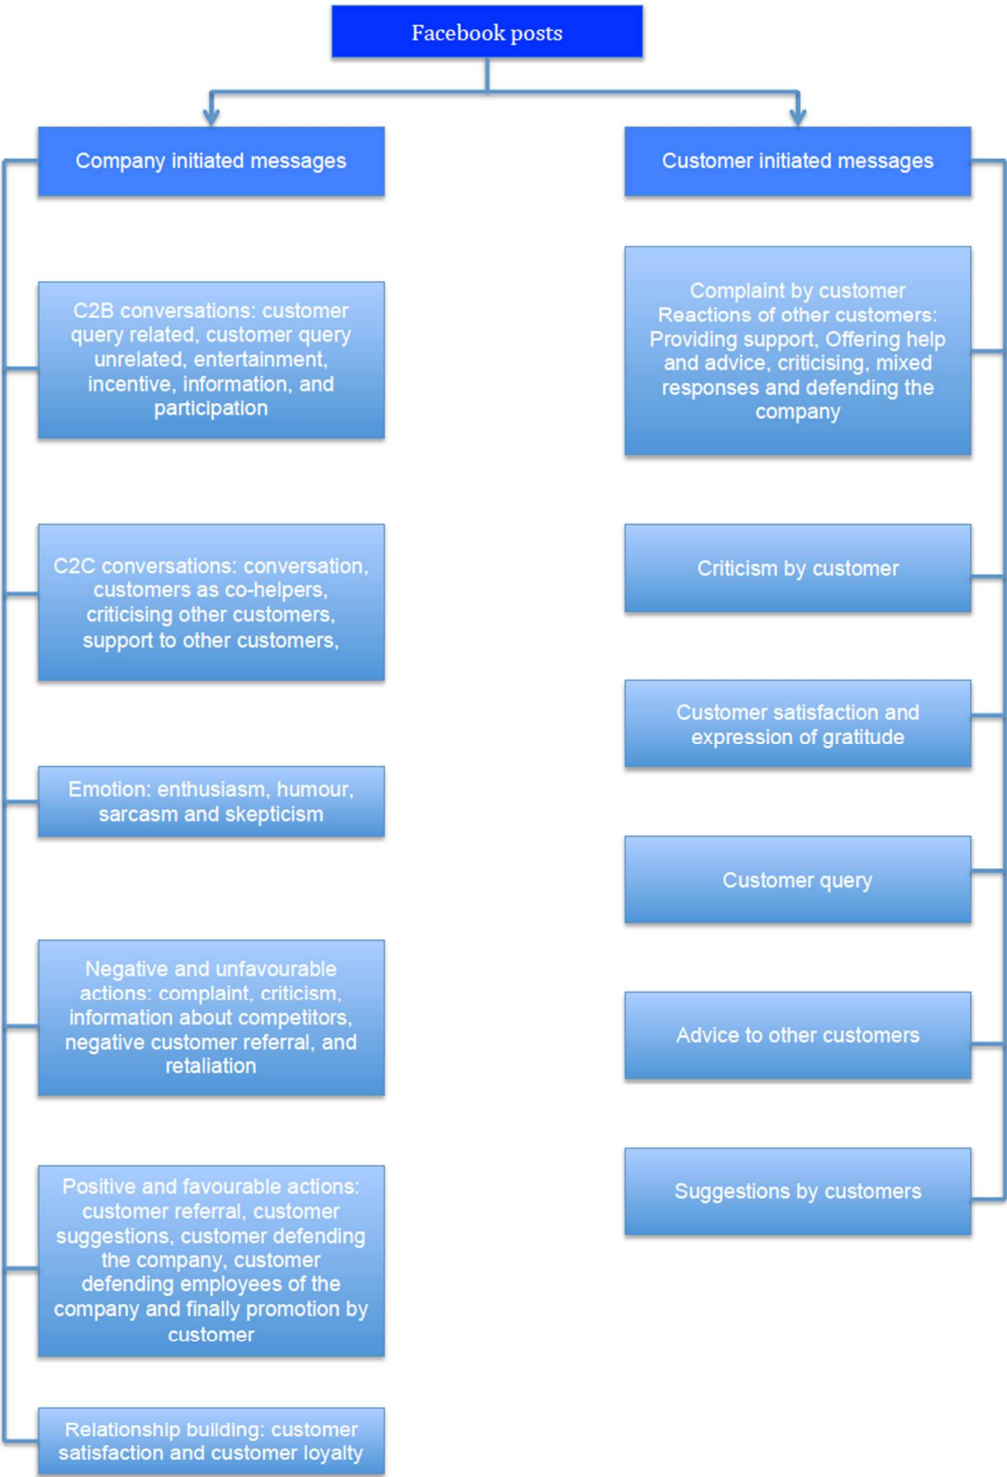 Facebook posts
Company initiated messages
C2B conversations: customer
query related, customer query
unrelated, entertainment,
incentive, information, and
participation
C2C conversations: conversation,
customers as co-helpers,
criticising other customers,
support to other customers,
Emotion: enthusiasm, humour,
sarcasm and skepticism
Negative and unfavourable
actions: complaint, criticism,
information about competitors,
negative customer referral, and
retaliation
Positive and favourable actions:
customer referral, customer
suggestions, customer defending
the company, customer
defending employees of the
company and finally promotion by
customer
Relationship building: customer
satisfaction and customer loyalty
Customer initiated messages
Complaint by customer
Reactions of other customers:
Providing support, Offering help
and advice, criticising, mixed
responses and defending the
company
Criticism by customer
Customer satisfaction and
expression of gratitude
Customer query
Advice to other customers
Suggestions by customers